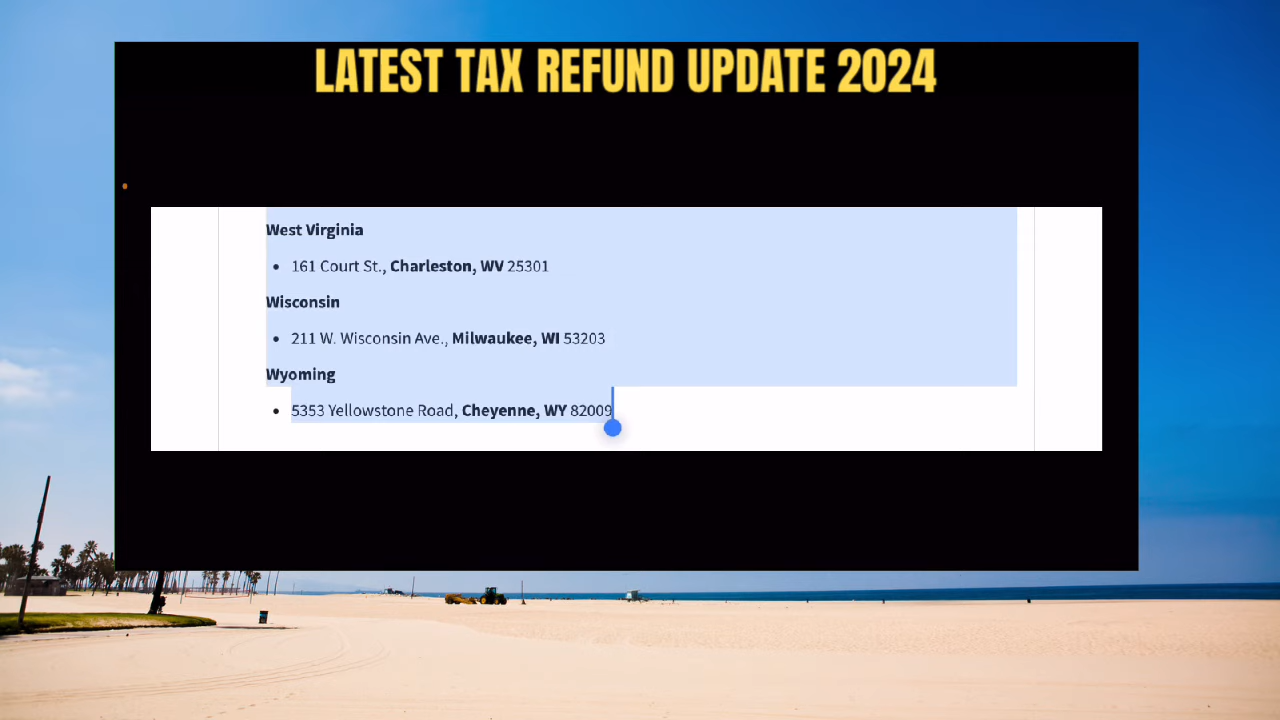 LATEST TAX REFUND UPDATE 2024
West Virginia
• 161 Court St., Charleston, WV 25301
Wisconsin
• 211 W. Wisconsin Ave., Milwaukee, WI 53203
Wyoming
• 5353 Yellowstone Road, Cheyenne, WY 82009